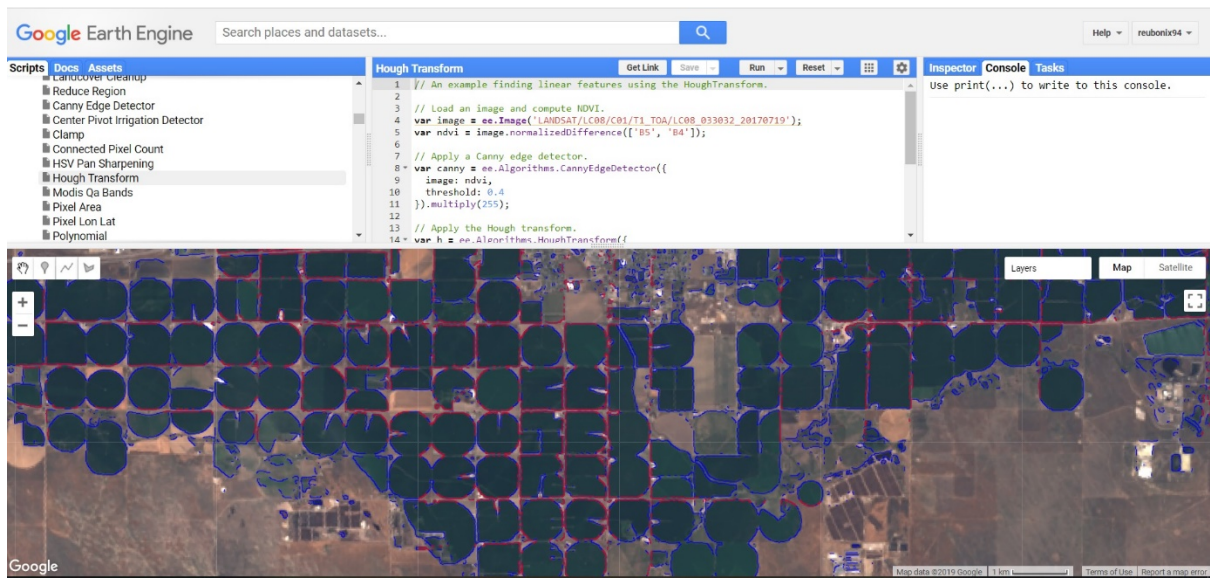 Google Earth Engine
Search places and datasets...
Help
reubonix94
Scripts Docs Assets
Landcover Cleanup
Reduce Region
Canny Edge Detector
Center Pivot Irrigation Detector
Clamp
Connected Pixel Count
HSV Pan Sharpening
Hough Transform
Modis Qa Bands
Pixel Area
Pixel Lon Lat
Polynomial
Hough Transform
Get Link Save Run Reset
1 // An example finding linear features using the HoughTransform.
2
3 // Load an image and compute NDVI.
4 var image = ee.Image('LANDSAT/LC08/C01/T1_TOA/LC08_033032_20170719');
5 var ndvi = image.normalizedDifference(['B5', 'B4']);
6
7 // Apply a Canny edge detector.
8 var canny = ee.Algorithms.CannyEdgeDetector({
9 image: ndvi,
10 threshold: 0.4
11 }).multiply(255);
12
13 // Apply the Hough transform.
14 var h = ee.Algorithms.HoughTransform({
Inspector Console Tasks
Use print(...) to write to this console.
Layers
Map Satellite
+
−
Google
Map data ©2019 Google 1 km Terms of Use Report a map error